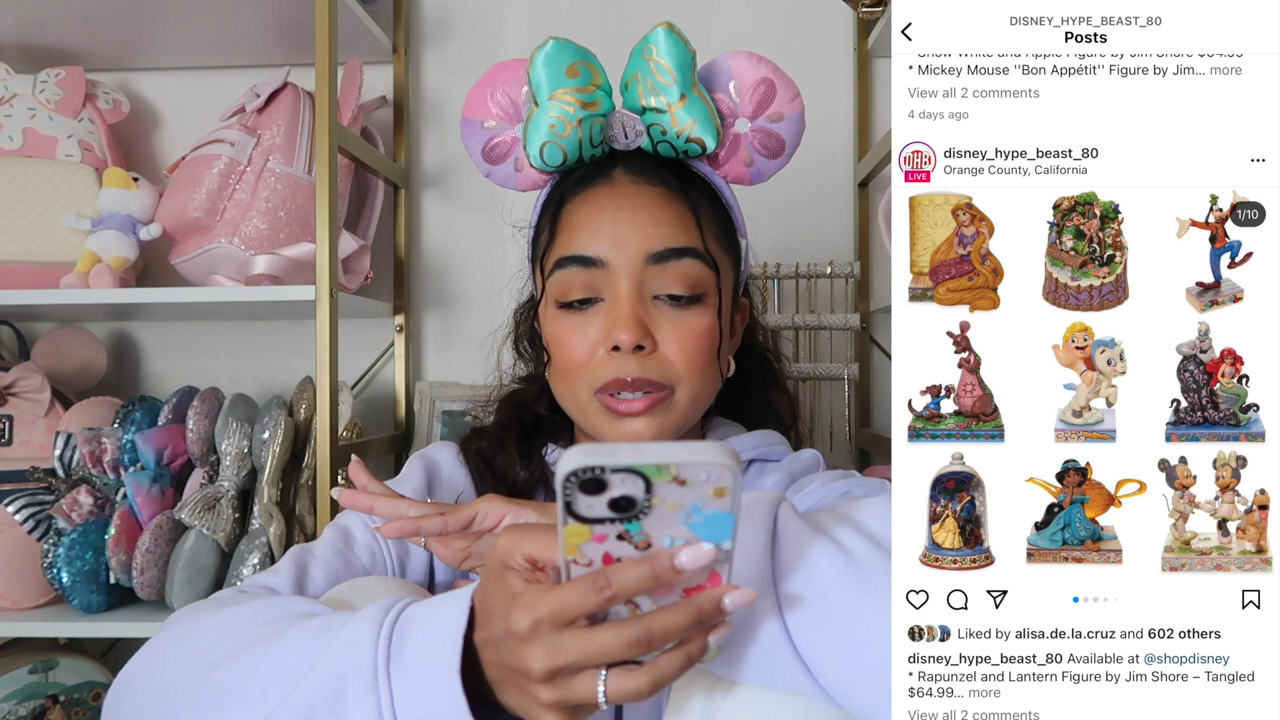 DISNEY_HYPE_BEAST_80
Posts
* Mickey Mouse ''Bon Appétit'' Figure by Jim... more
View all 2 comments
4 days ago
disney_hype_beast_80
Orange County, California
DHB
LIVE
1/10
Liked by alisa.de.la.cruz and 602 others
disney_hype_beast_80 Available at @shopdisney
* Rapunzel and Lantern Figure by Jim Shore – Tangled
$64.99... more
View all 2 comments